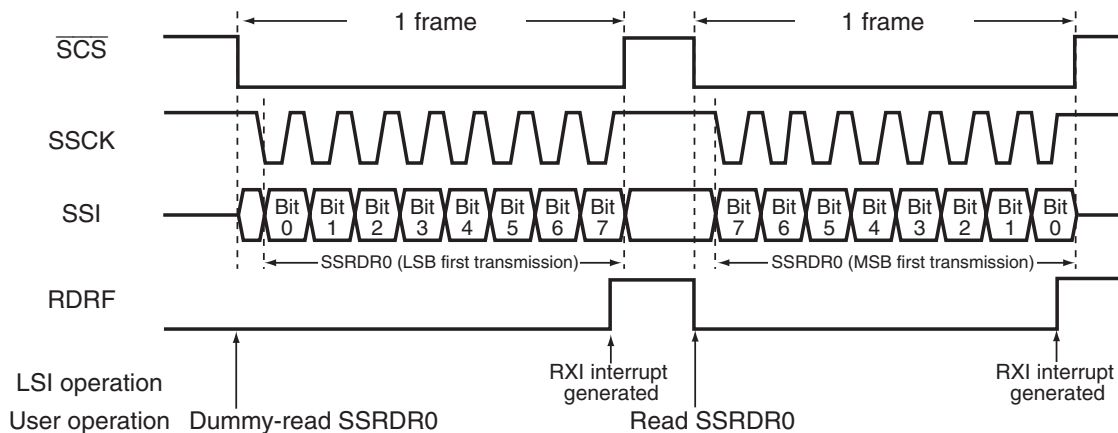 1 frame 1 frame
SCS
SSCK
SSI
Bit 0 Bit 1 Bit 2 Bit 3 Bit 4 Bit 5 Bit 6 Bit 7 Bit 7 Bit 6 Bit 5 Bit 4 Bit 3 Bit 2 Bit 1 Bit 0
SSRDR0 (LSB first transmission) SSRDR0 (MSB first transmission)
RDRF
LSI operation
RXI interrupt generated
RXI interrupt generated
User operation Dummy-read SSRDR0 Read SSRDR0